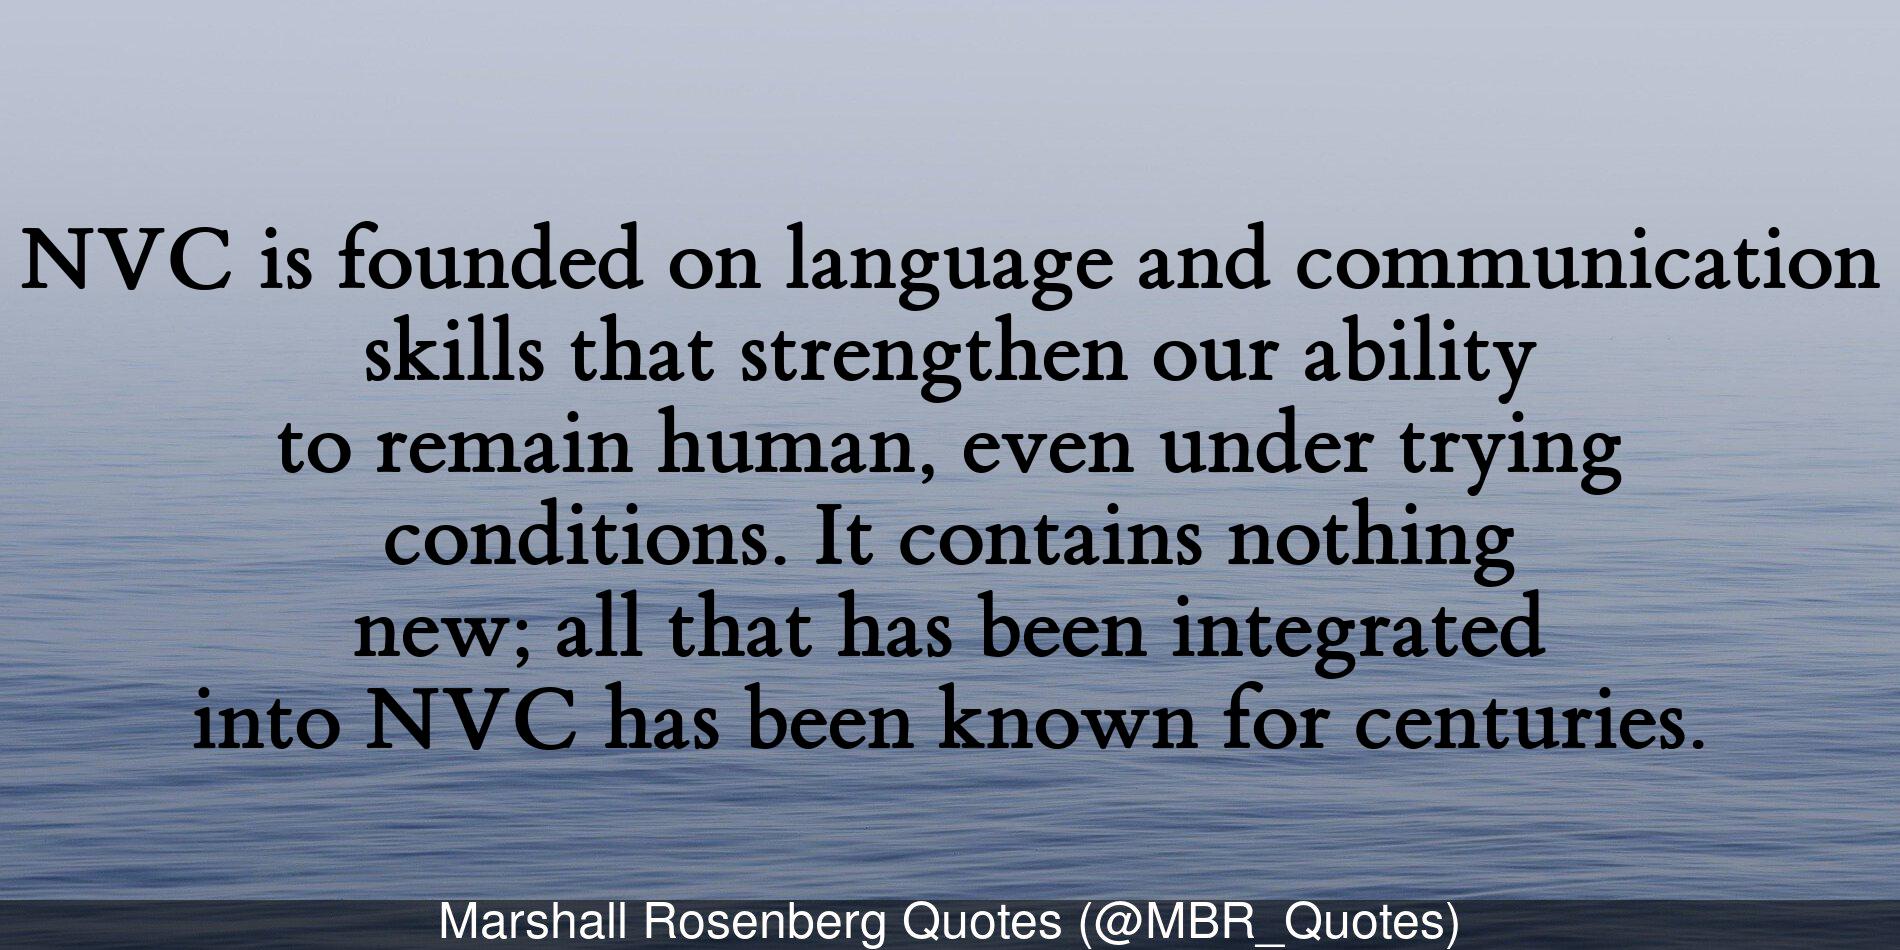 NVC is founded on language and communication
skills that strengthen our ability
to remain human, even under trying
conditions. It contains nothing
new; all that has been integrated
into NVC has been known for centuries.
Marshall Rosenberg Quotes (@MBR_Quotes)